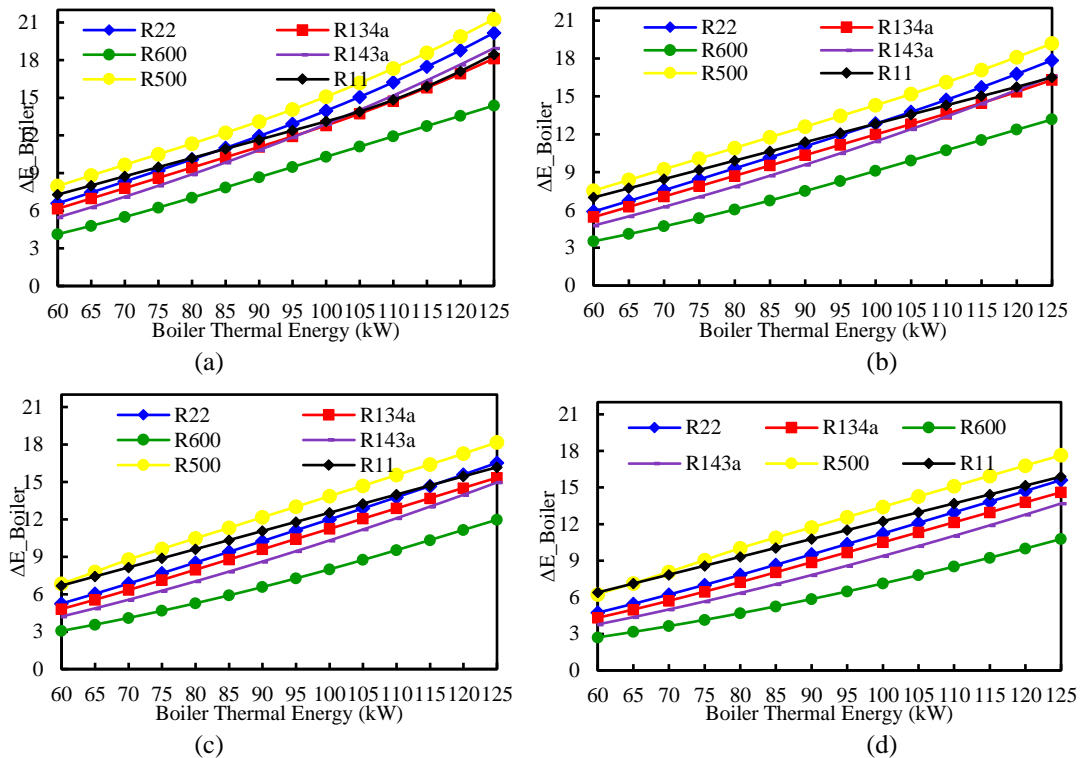 21
18
15
12
9
6
3
0
ΔE_Boiler
R22 R134a
R600 R143a
R500 R11
60 65 70 75 80 85 90 95 100 105 110 115 120 125
Boiler Thermal Energy (kW)
(a)
21
18
15
12
9
6
3
0
ΔE_Boiler
R22 R134a
R600 R143a
R500 R11
60 65 70 75 80 85 90 95 100 105 110 115 120 125
Boiler Thermal Energy (kW)
(b)
21
18
15
12
9
6
3
0
ΔE_Boiler
R22 R134a
R600 R143a
R500 R11
60 65 70 75 80 85 90 95 100 105 110 115 120 125
Boiler Thermal Energy (kW)
(c)
21
18
15
12
9
6
3
0
ΔE_Boiler
R22 R134a R600
R143a R500 R11
60 65 70 75 80 85 90 95 100 105 110 115 120 125
Boiler Thermal Energy (kW)
(d)